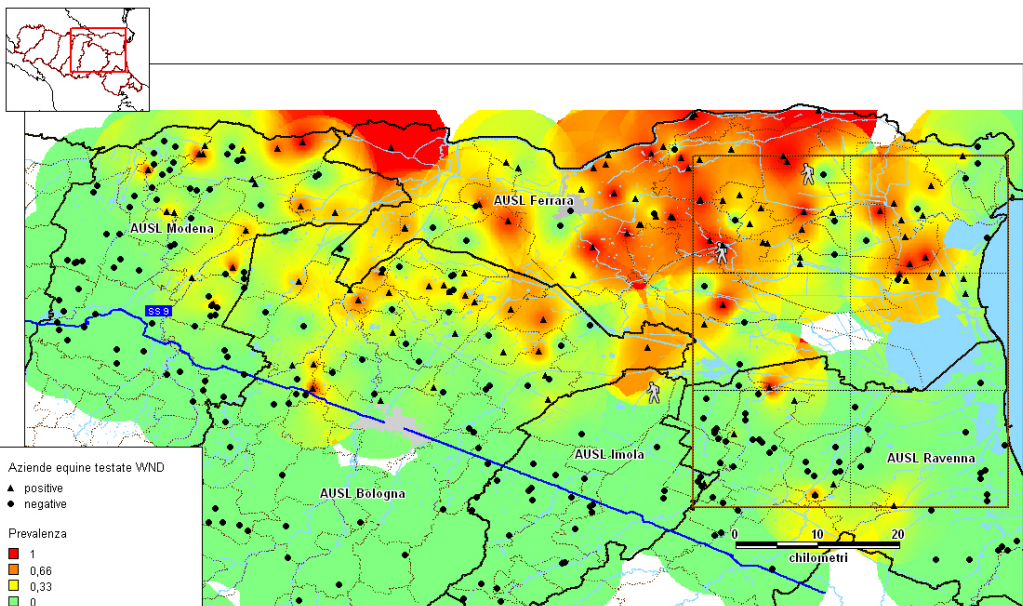 AUSL Ferrara
AUSL Modena
SS 9
AUSL Imola
AUSL Ravenna
AUSL Bologna
Aziende equine testate WND
positive
negative
Prevalenza
1
0,66
0,33
0
0 10 20
chilometri